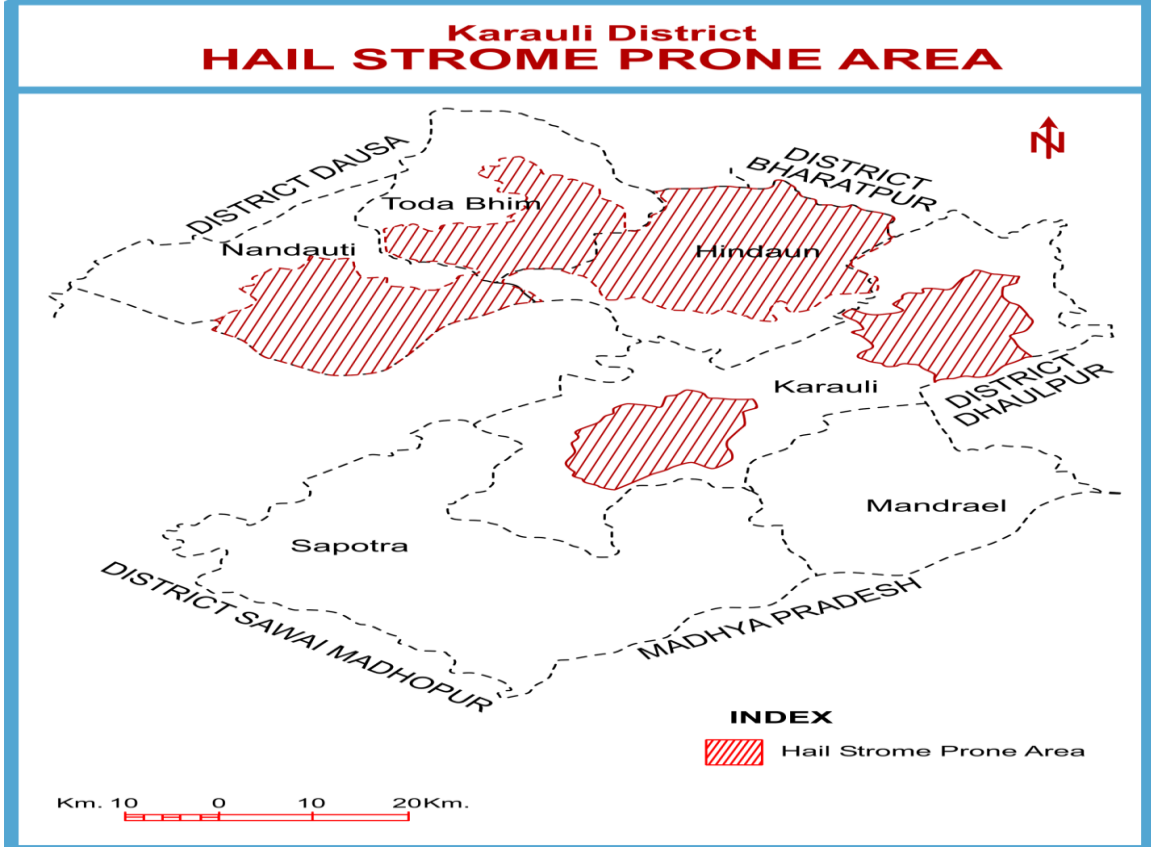 Karauli District
HAIL STROME PRONE AREA
N
DISTRICT DAUSA
DISTRICT
BHARATPUR
Toda Bhim
Nandauti
Hindaun
Karauli
DISTRICT
DHAULPUR
Mandrael
Sapotra
DISTRICT SAWAI MADHOPUR
MADHYA PRADESH
INDEX
Hail Strome Prone Area
Km. 10 0 10 20Km.